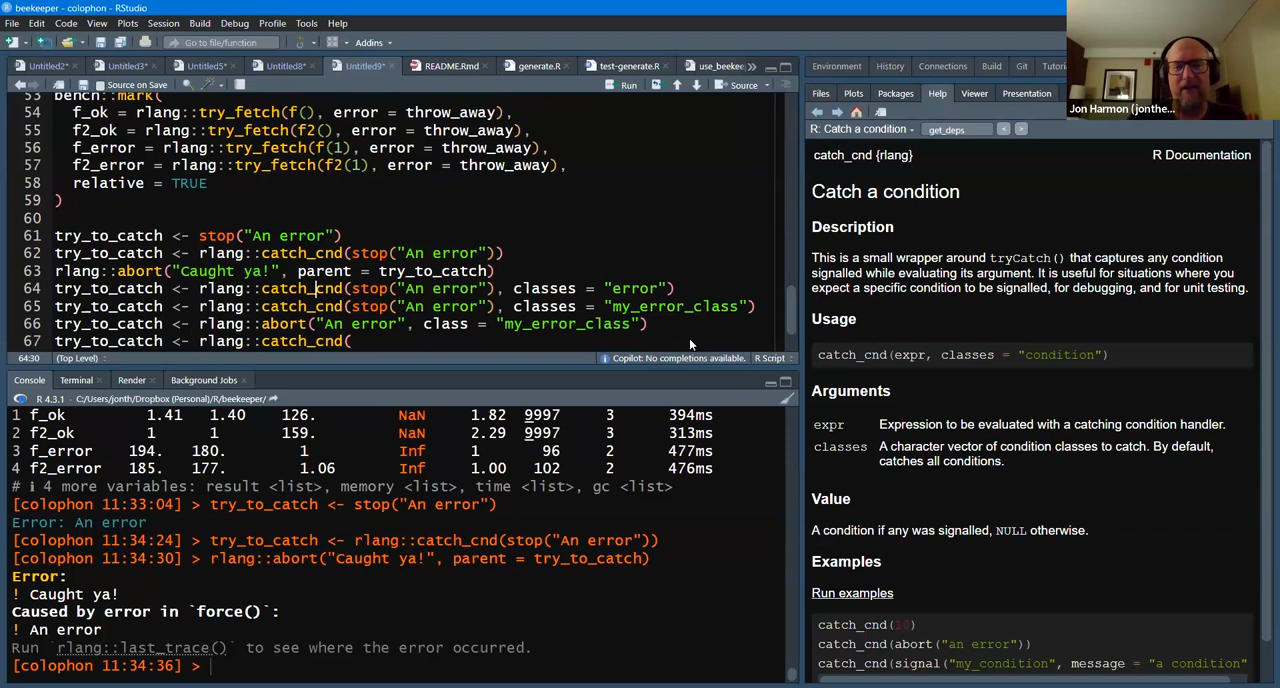 beekeeper - colophon - RStudio
File Edit Code View Plots Session Build Debug Profile Tools Help
Go to file/function Addins
Untitled2* Untitled3* Untitled5* Untitled8* Untitled9* README.Rmd generate.R test-generate.R use_beekee
Source on Save Run Source
53 bench::mark(
54 f_ok = rlang::try_fetch(f(), error = throw_away),
55 f2_ok = rlang::try_fetch(f2(), error = throw_away),
56 f_error = rlang::try_fetch(f(1), error = throw_away),
57 f2_error = rlang::try_fetch(f2(1), error = throw_away),
58 relative = TRUE
59 )
60
61 try_to_catch <- stop("An error")
62 try_to_catch <- rlang::catch_cnd(stop("An error"))
63 rlang::abort("Caught ya!", parent = try_to_catch)
64 try_to_catch <- rlang::catch_cnd(stop("An error"), classes = "error")
65 try_to_catch <- rlang::catch_cnd(stop("An error"), classes = "my_error_class")
66 try_to_catch <- rlang::abort("An error", class = "my_error_class")
67 try_to_catch <- rlang::catch_cnd(
64:30 (Top Level) Copilot: No completions available. R Script
Console Terminal Render Background Jobs
R 4.3.1 · C:/Users/jonth/Dropbox (Personal)/R/beekeeper/
1 f_ok 1.41 1.40 126. NaN 1.82 9997 3 394ms
2 f2_ok 1 1 159. NaN 2.29 9997 3 313ms
3 f_error 194. 180. 1 Inf 1 96 2 477ms
4 f2_error 185. 177. 1.06 Inf 1.00 102 2 476ms
# ℹ 4 more variables: result <list>, memory <list>, time <list>, gc <list>
[colophon 11:33:04] > try_to_catch <- stop("An error")
Error: An error
[colophon 11:34:24] > try_to_catch <- rlang::catch_cnd(stop("An error"))
[colophon 11:34:30] > rlang::abort("Caught ya!", parent = try_to_catch)
Error:
! Caught ya!
Caused by error in `force()`:
! An error
Run `rlang::last_trace()` to see where the error occurred.
[colophon 11:34:36] >
Environment History Connections Build Git Tutori
Jon Harmon (jonthe...
Files Plots Packages Help Viewer Presentation
R: Catch a condition get_deps
catch_cnd {rlang} R Documentation
Catch a condition
Description
This is a small wrapper around tryCatch() that captures any condition
signalled while evaluating its argument. It is useful for situations where you
expect a specific condition to be signalled, for debugging, and for unit testing.
Usage
catch_cnd(expr, classes = "condition")
Arguments
expr Expression to be evaluated with a catching condition handler.
classes A character vector of condition classes to catch. By default,
catches all conditions.
Value
A condition if any was signalled, NULL otherwise.
Examples
Run examples
catch_cnd(10)
catch_cnd(abort("an error"))
catch_cnd(signal("my_condition", message = "a condition"